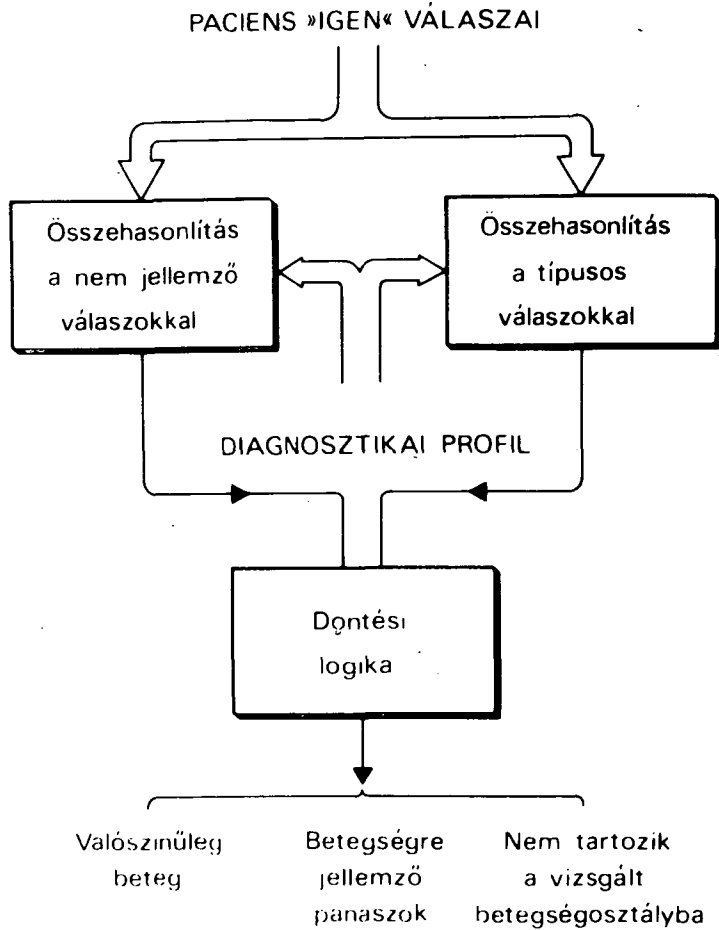 PACIENS »IGEN« VÁLASZAI
Összehasonlítás
a nem jellemző
válaszokkal
Összehasonlítás
a típusos
válaszokkal
DIAGNOSZTIKAI PROFIL
Döntési
logika
Valószinűleg
beteg
Betegségre
jellemző
panaszok
Nem tartozik
a vizsgált
betegségosztályba